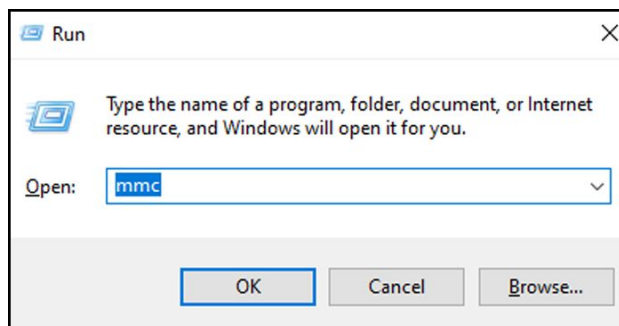 Run
Type the name of a program, folder, document, or Internet
resource, and Windows will open it for you.
Open: mmc
OK Cancel Browse...